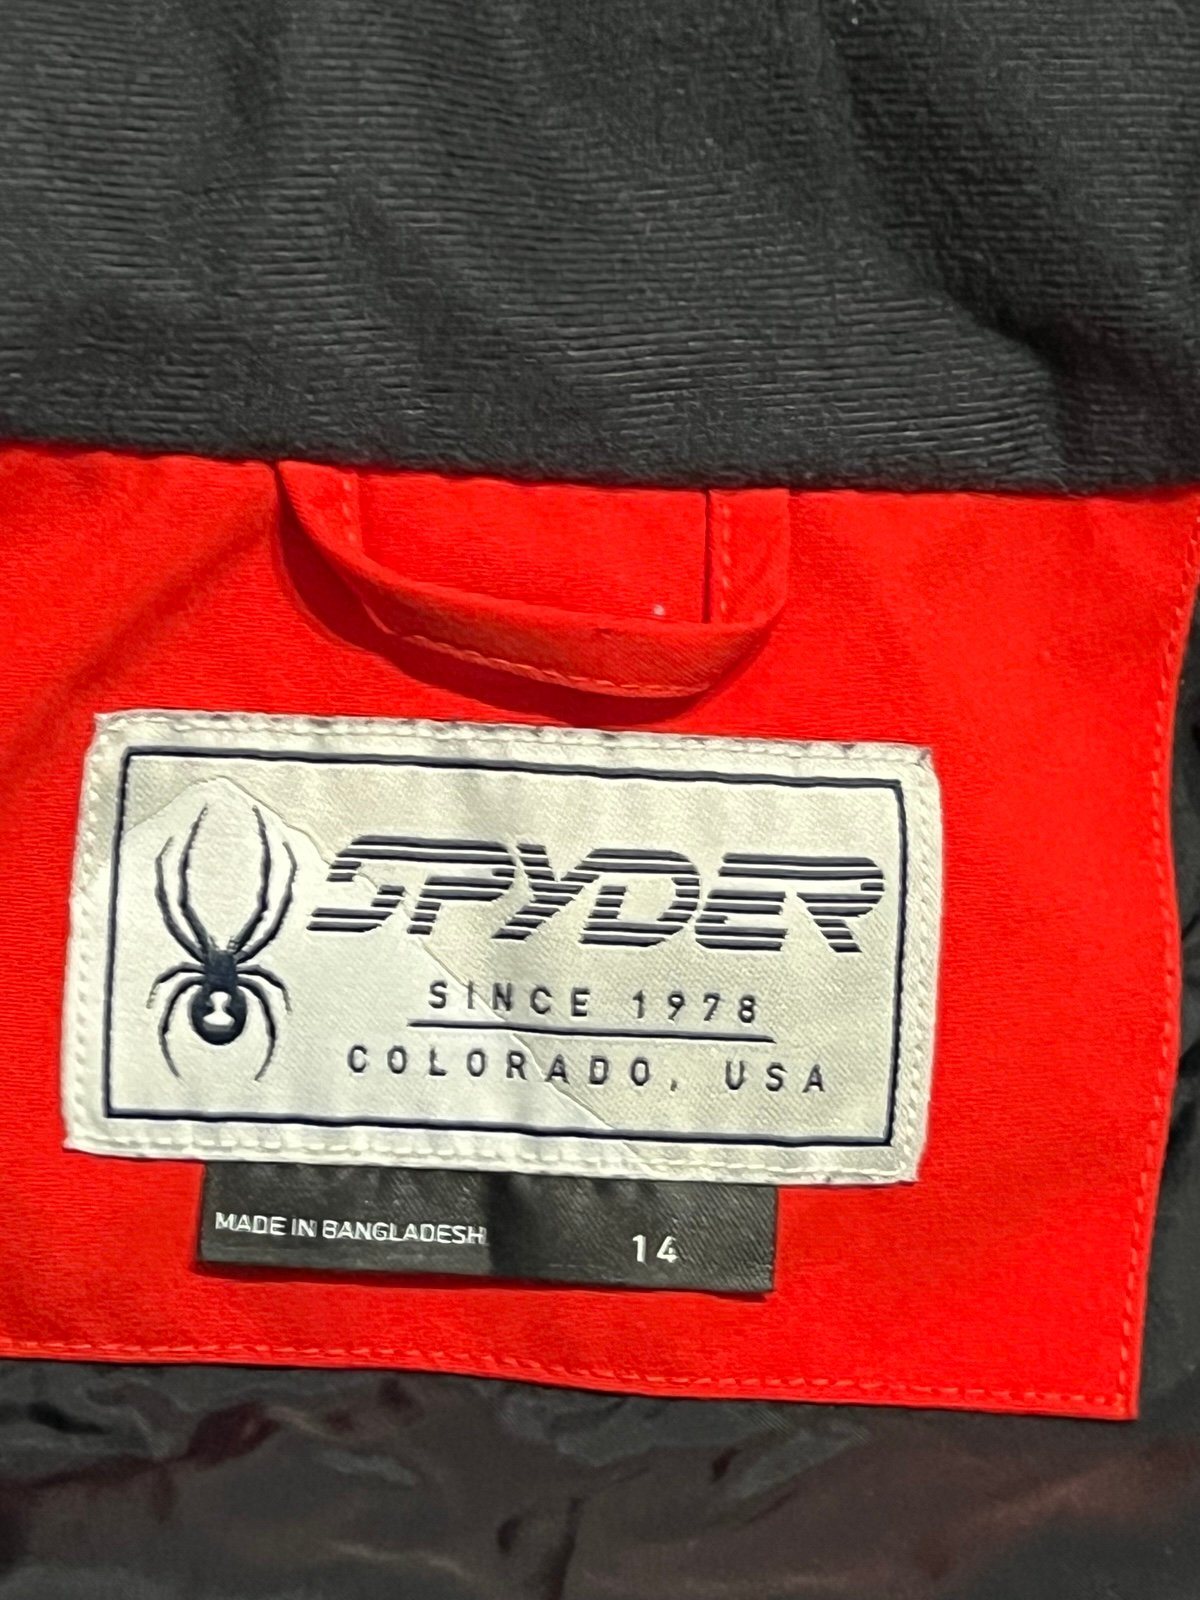 SPYDER
SINCE 1978
COLORADO, USA
MADE IN BANGLADESH 14